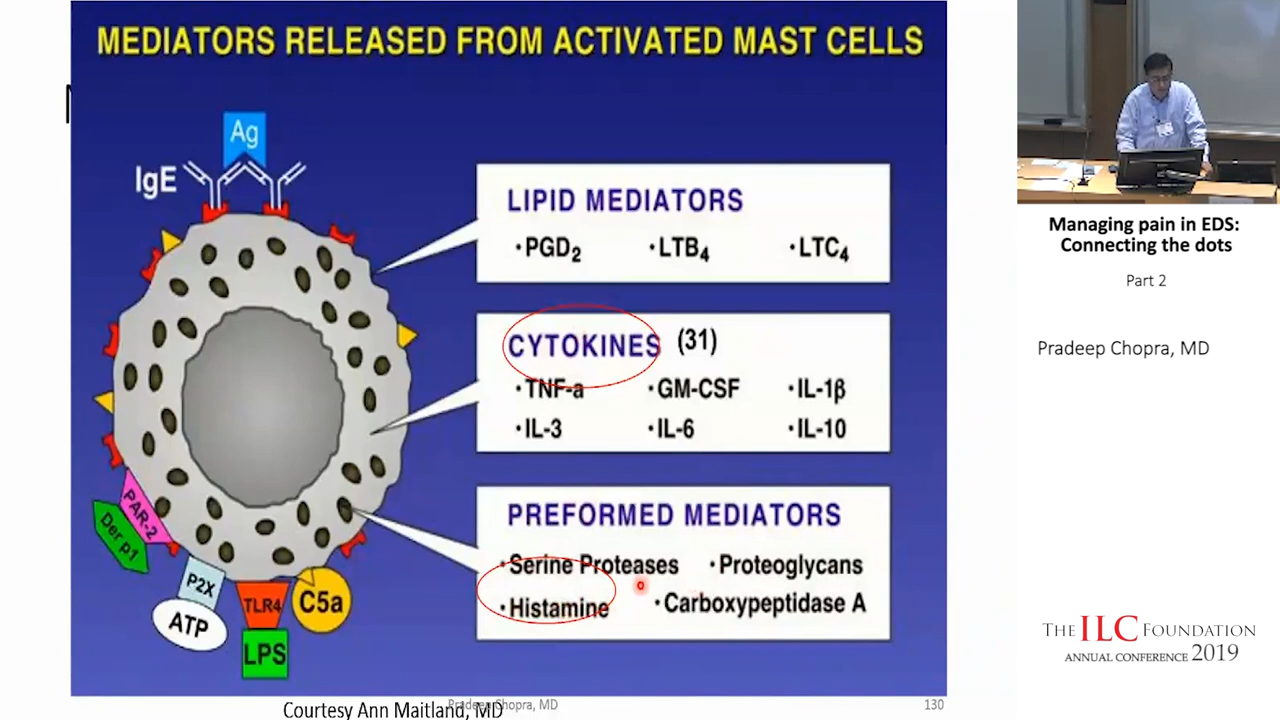 MEDIATORS RELEASED FROM ACTIVATED MAST CELLS
Ag
IgE
LIPID MEDIATORS
•PGD₂ •LTB₄ •LTC₄
CYTOKINES (31)
•TNF-a •GM-CSF •IL-1β
•IL-3 •IL-6 •IL-10
PREFORMED MEDIATORS
•Serine Proteases •Proteoglycans
•Histamine •Carboxypeptidase A
PAR-2
Der p1
P2X
ATP
TLR4
LPS
C5a
Courtesy Ann Maitland, MD
Pradeep Chopra, MD
130
Managing pain in EDS:
Connecting the dots
Part 2
Pradeep Chopra, MD
THE ILC FOUNDATION
ANNUAL CONFERENCE 2019